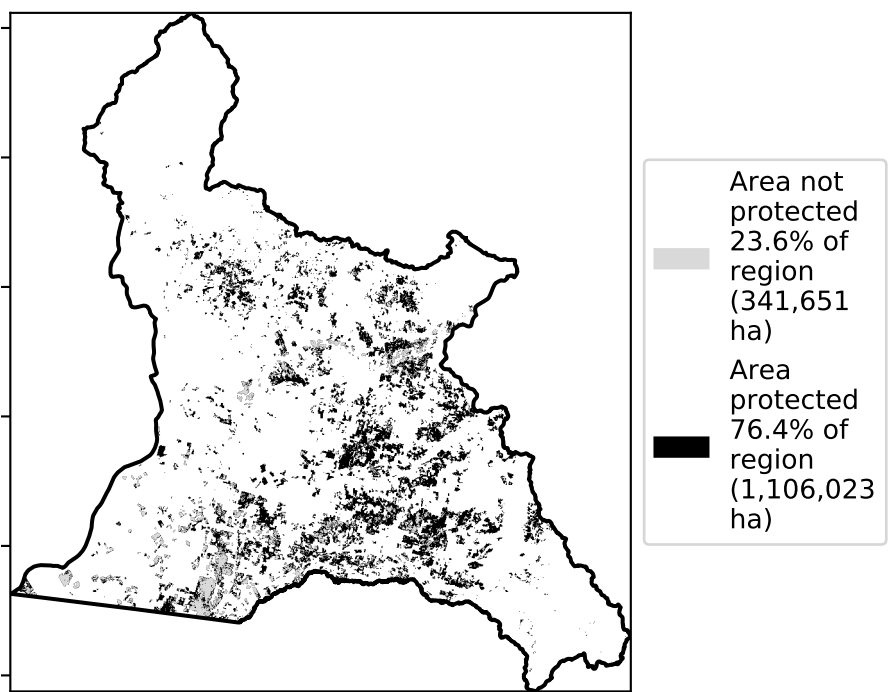 Area not
protected
23.6% of
region
(341,651
ha)
Area
protected
76.4% of
region
(1,106,023
ha)